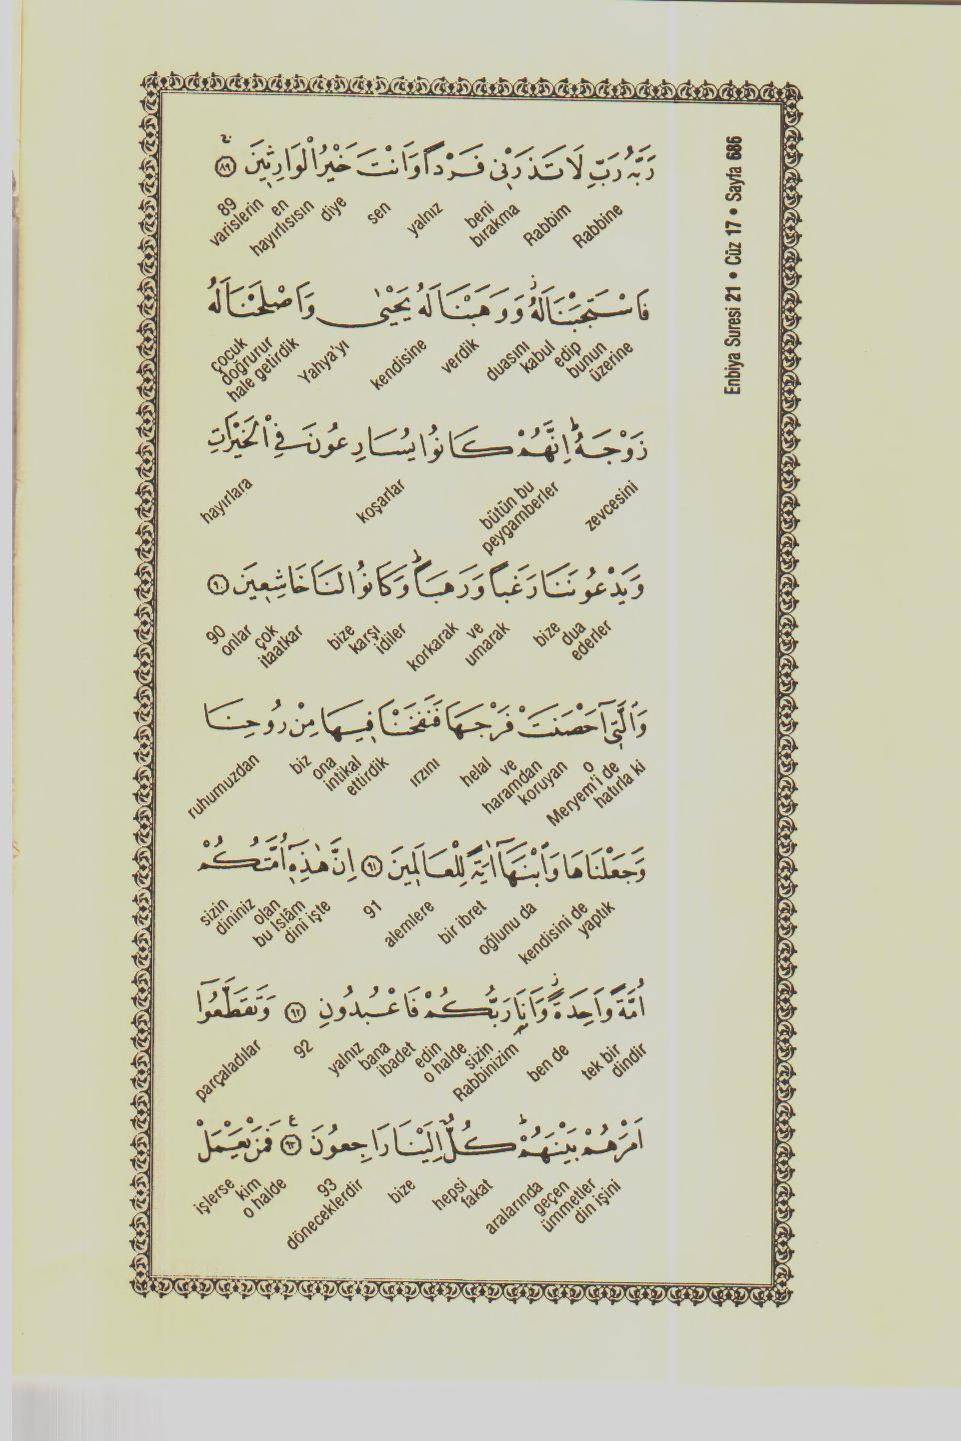 Enbiya Suresi 21 • Cüz 17 • Sayfa 686
رَبَّهُ رَبِّ لَا تَذَرْنِي فَرْداً وَاَنْتَ خَيْرُ الْوَارِثِينَ ﴿٨٩﴾
Rabbine Rabbim bırakma beni yalnız sen diye hayırlısısın en varislerin 89
فَاسْتَجَبْنَا لَهُ وَوَهَبْنَا لَهُ يَحْيٰى وَاَصْلَحْنَا لَهُ
bunun üzerine duasını kabul edip verdik kendisine Yahya'yı çocuk doğrurur hale getirdik
زَوْجَهُ اِنَّهُمْ كَانُوا يُسَارِعُونَ فِي الْخَيْرَاتِ
zevcesini bütün bu peygamberler koşarlar hayırlara
وَيَدْعُونَنَا رَغَباً وَرَهَباً وَكَانُوا لَنَا خَاشِعِينَ ﴿٩٠﴾
dua ederler bize umarak ve korkarak bize karşı idiler çok itaatkar onlar 90
وَالَّتِي اَحْصَنَتْ فَرْجَهَا فَنَفَخْنَا فِيهَا مِنْ رُوحِنَا
o Meryem'i de hatırla ki helal ve haramdan koruyan ırzını biz ona intikal ettirdik ruhumuzdan
وَجَعَلْنَاهَا وَابْنَهَا اٰيَةً لِلْعَالَمِينَ ﴿٩١﴾ اِنَّ هٰذِهِ اُمَّتُكُمْ
kendisini de yaptık oğlunu da bir ibret alemlere 91 olan bu İslâm dini işte sizin dininiz
اُمَّةً وَاحِدَةً وَاَنَا رَبُّكُمْ فَاعْبُدُونِ ﴿٩٢﴾ وَتَقَطَّعُوا
tek bir dindir ben de sizin Rabbinizim yalnız bana ibadet edin o halde 92 parçaladılar
اَمْرَهُمْ بَيْنَهُمْ كُلٌّ اِلَيْنَا رَاجِعُونَ ﴿٩٣﴾ فَمَنْ يَعْمَلْ
aralarında geçen ümmetler din işini hepsi fakat bize döneceklerdir 93 işlerse kim o halde